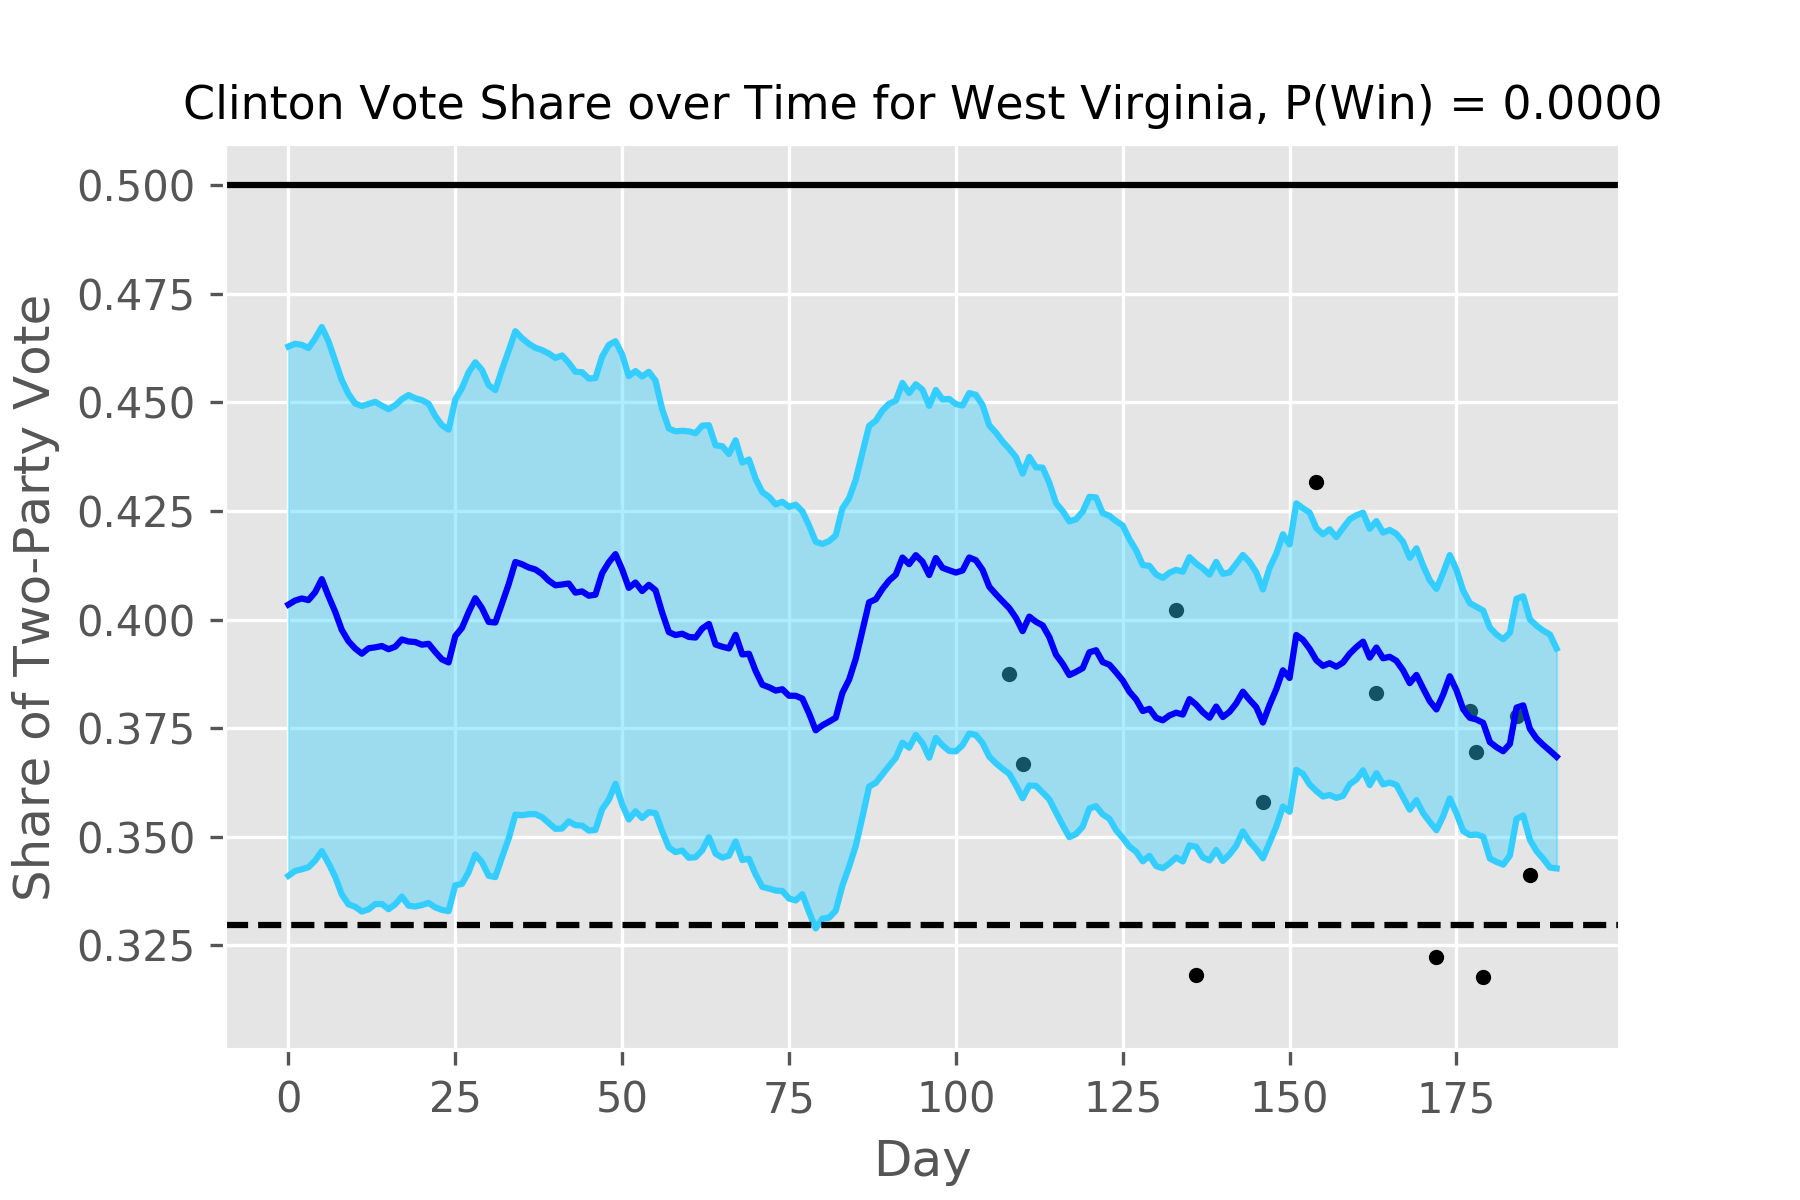 Clinton Vote Share over Time for West Virginia, P(Win) = 0.0000
Share of Two-Party Vote
0.500
0.475
0.450
0.425
0.400
0.375
0.350
0.325
0 25 50 75 100 125 150 175
Day